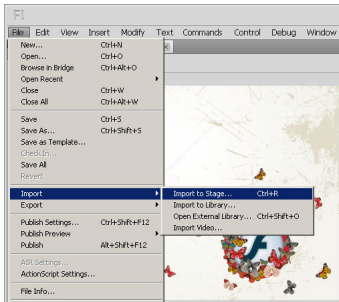 Fl
File Edit View Insert Modify Text Commands Control Debug Window
New... Ctrl+N
Open... Ctrl+O
Browse in Bridge Ctrl+Alt+O
Open Recent
Close Ctrl+W
Close All Ctrl+Alt+W
Save Ctrl+S
Save As... Ctrl+Shift+S
Save as Template...
Check In...
Save All
Revert
Import Import to Stage... Ctrl+R
Export Import to Library...
Open External Library... Ctrl+Shift+O
Publish Settings... Ctrl+Shift+F12
Import Video...
Publish Preview
Publish Alt+Shift+F12
AIR Settings...
ActionScript Settings...
File Info...